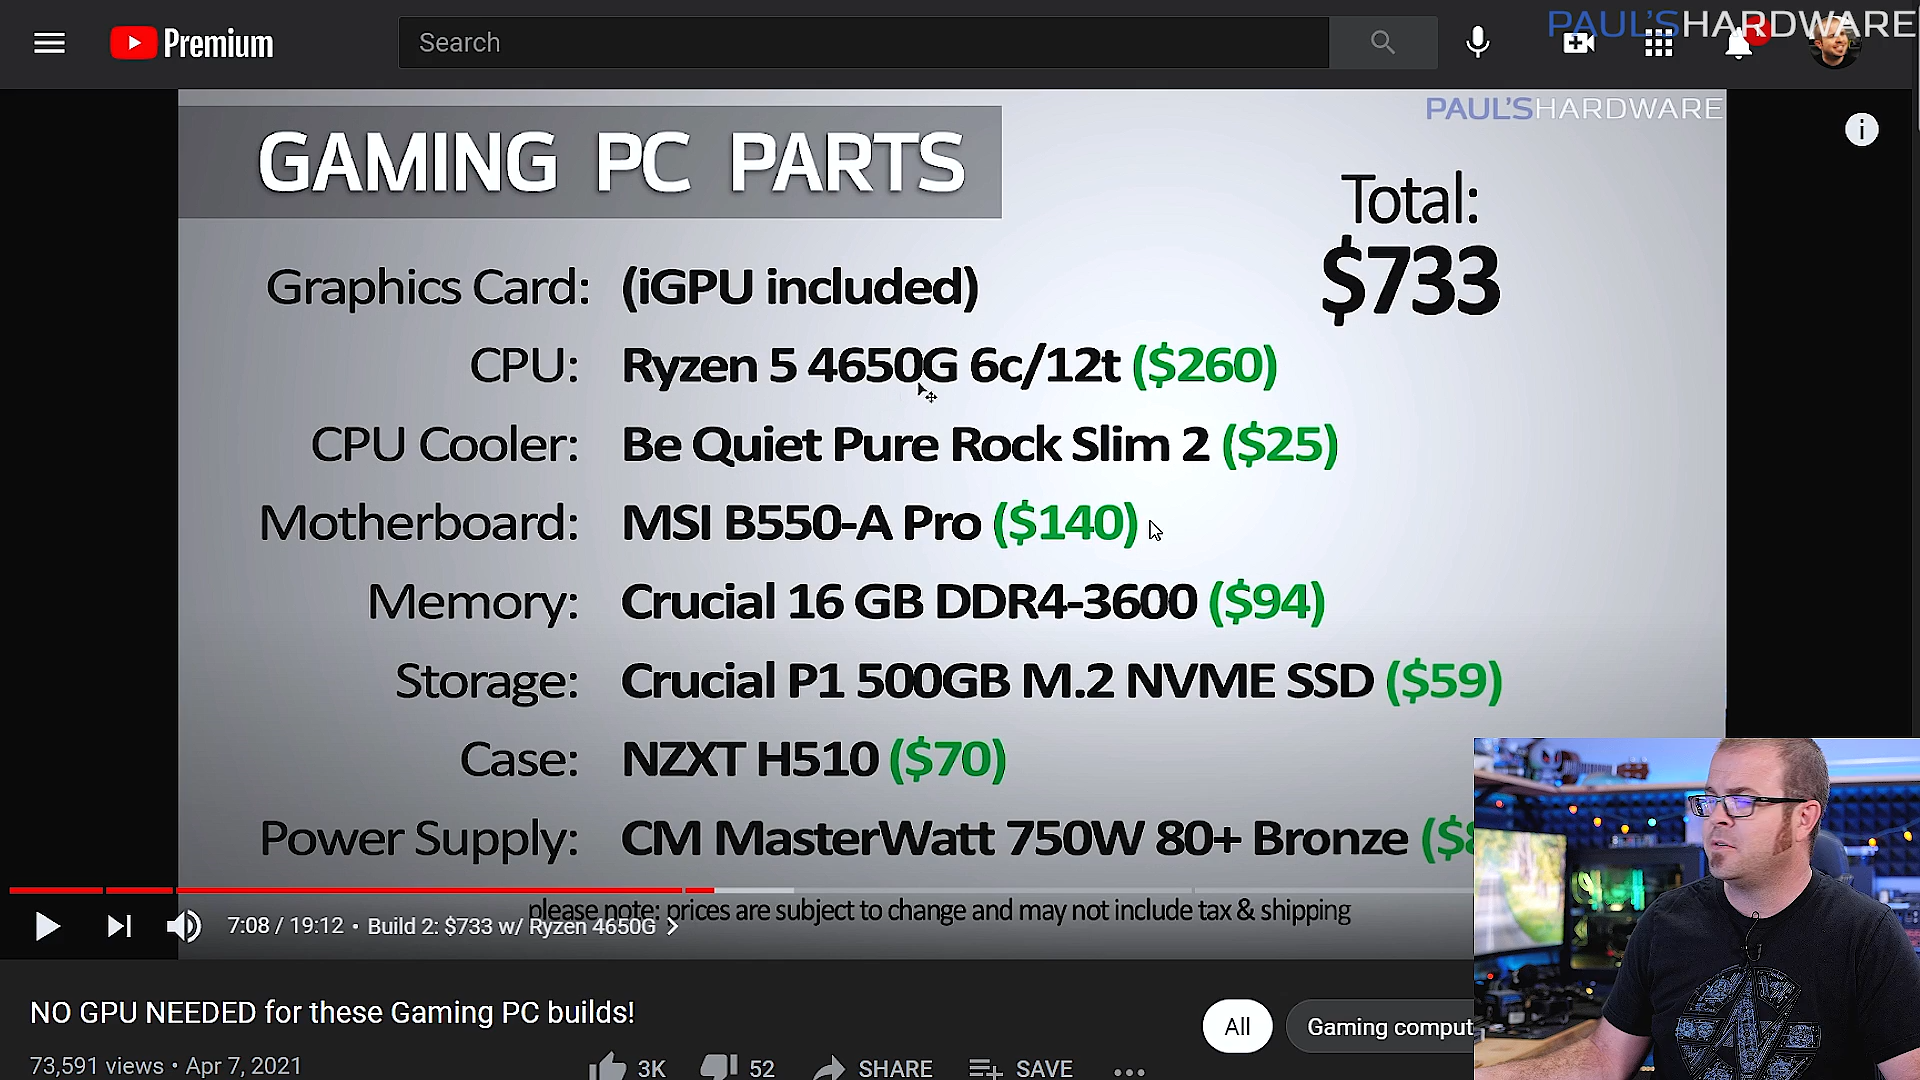 Premium
Search
PAUL'SHARDWARE
PAUL'SHARDWARE
GAMING PC PARTS
Total:
$733
Graphics Card: (iGPU included)
CPU: Ryzen 5 4650G 6c/12t ($260)
CPU Cooler: Be Quiet Pure Rock Slim 2 ($25)
Motherboard: MSI B550-A Pro ($140)
Memory: Crucial 16 GB DDR4-3600 ($94)
Storage: Crucial P1 500GB M.2 NVME SSD ($59)
Case: NZXT H510 ($70)
Power Supply: CM MasterWatt 750W 80+ Bronze
please note: prices are subject to change and may not include tax & shipping
7:08 / 19:12 • Build 2: $733 w/ Ryzen 4650G >
NO GPU NEEDED for these Gaming PC builds!
All
Gaming comput
73,591 views • Apr 7, 2021
3K
52
SHARE
SAVE